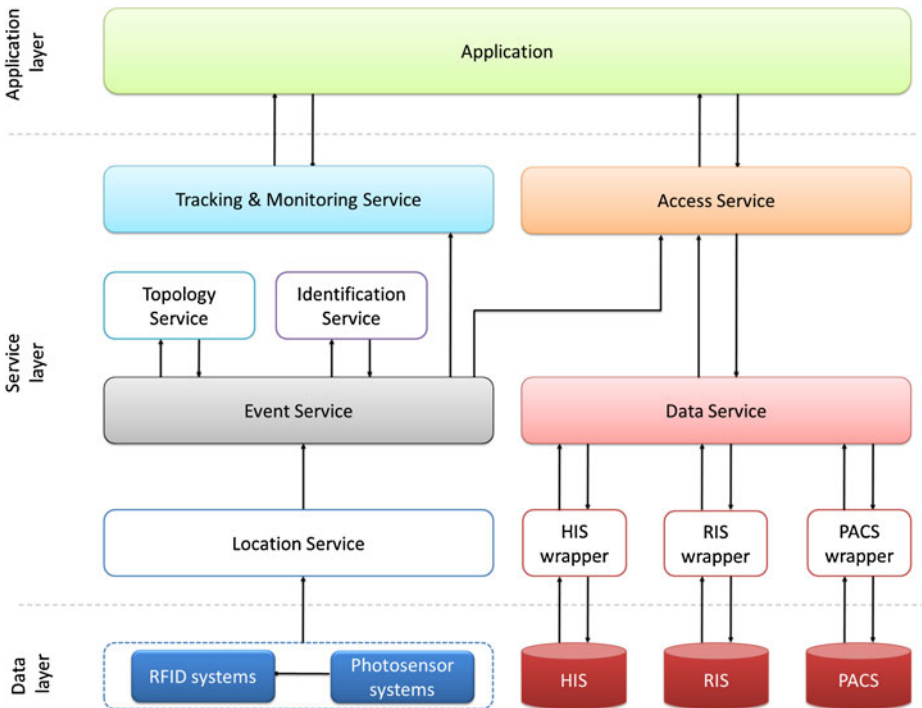 Application
layer
Application
Tracking & Monitoring Service
Access Service
Service
layer
Topology
Service
Identification
Service
Event Service
Data Service
Location Service
HIS
wrapper
RIS
wrapper
PACS
wrapper
Data
layer
RFID systems
Photosensor
systems
HIS
RIS
PACS